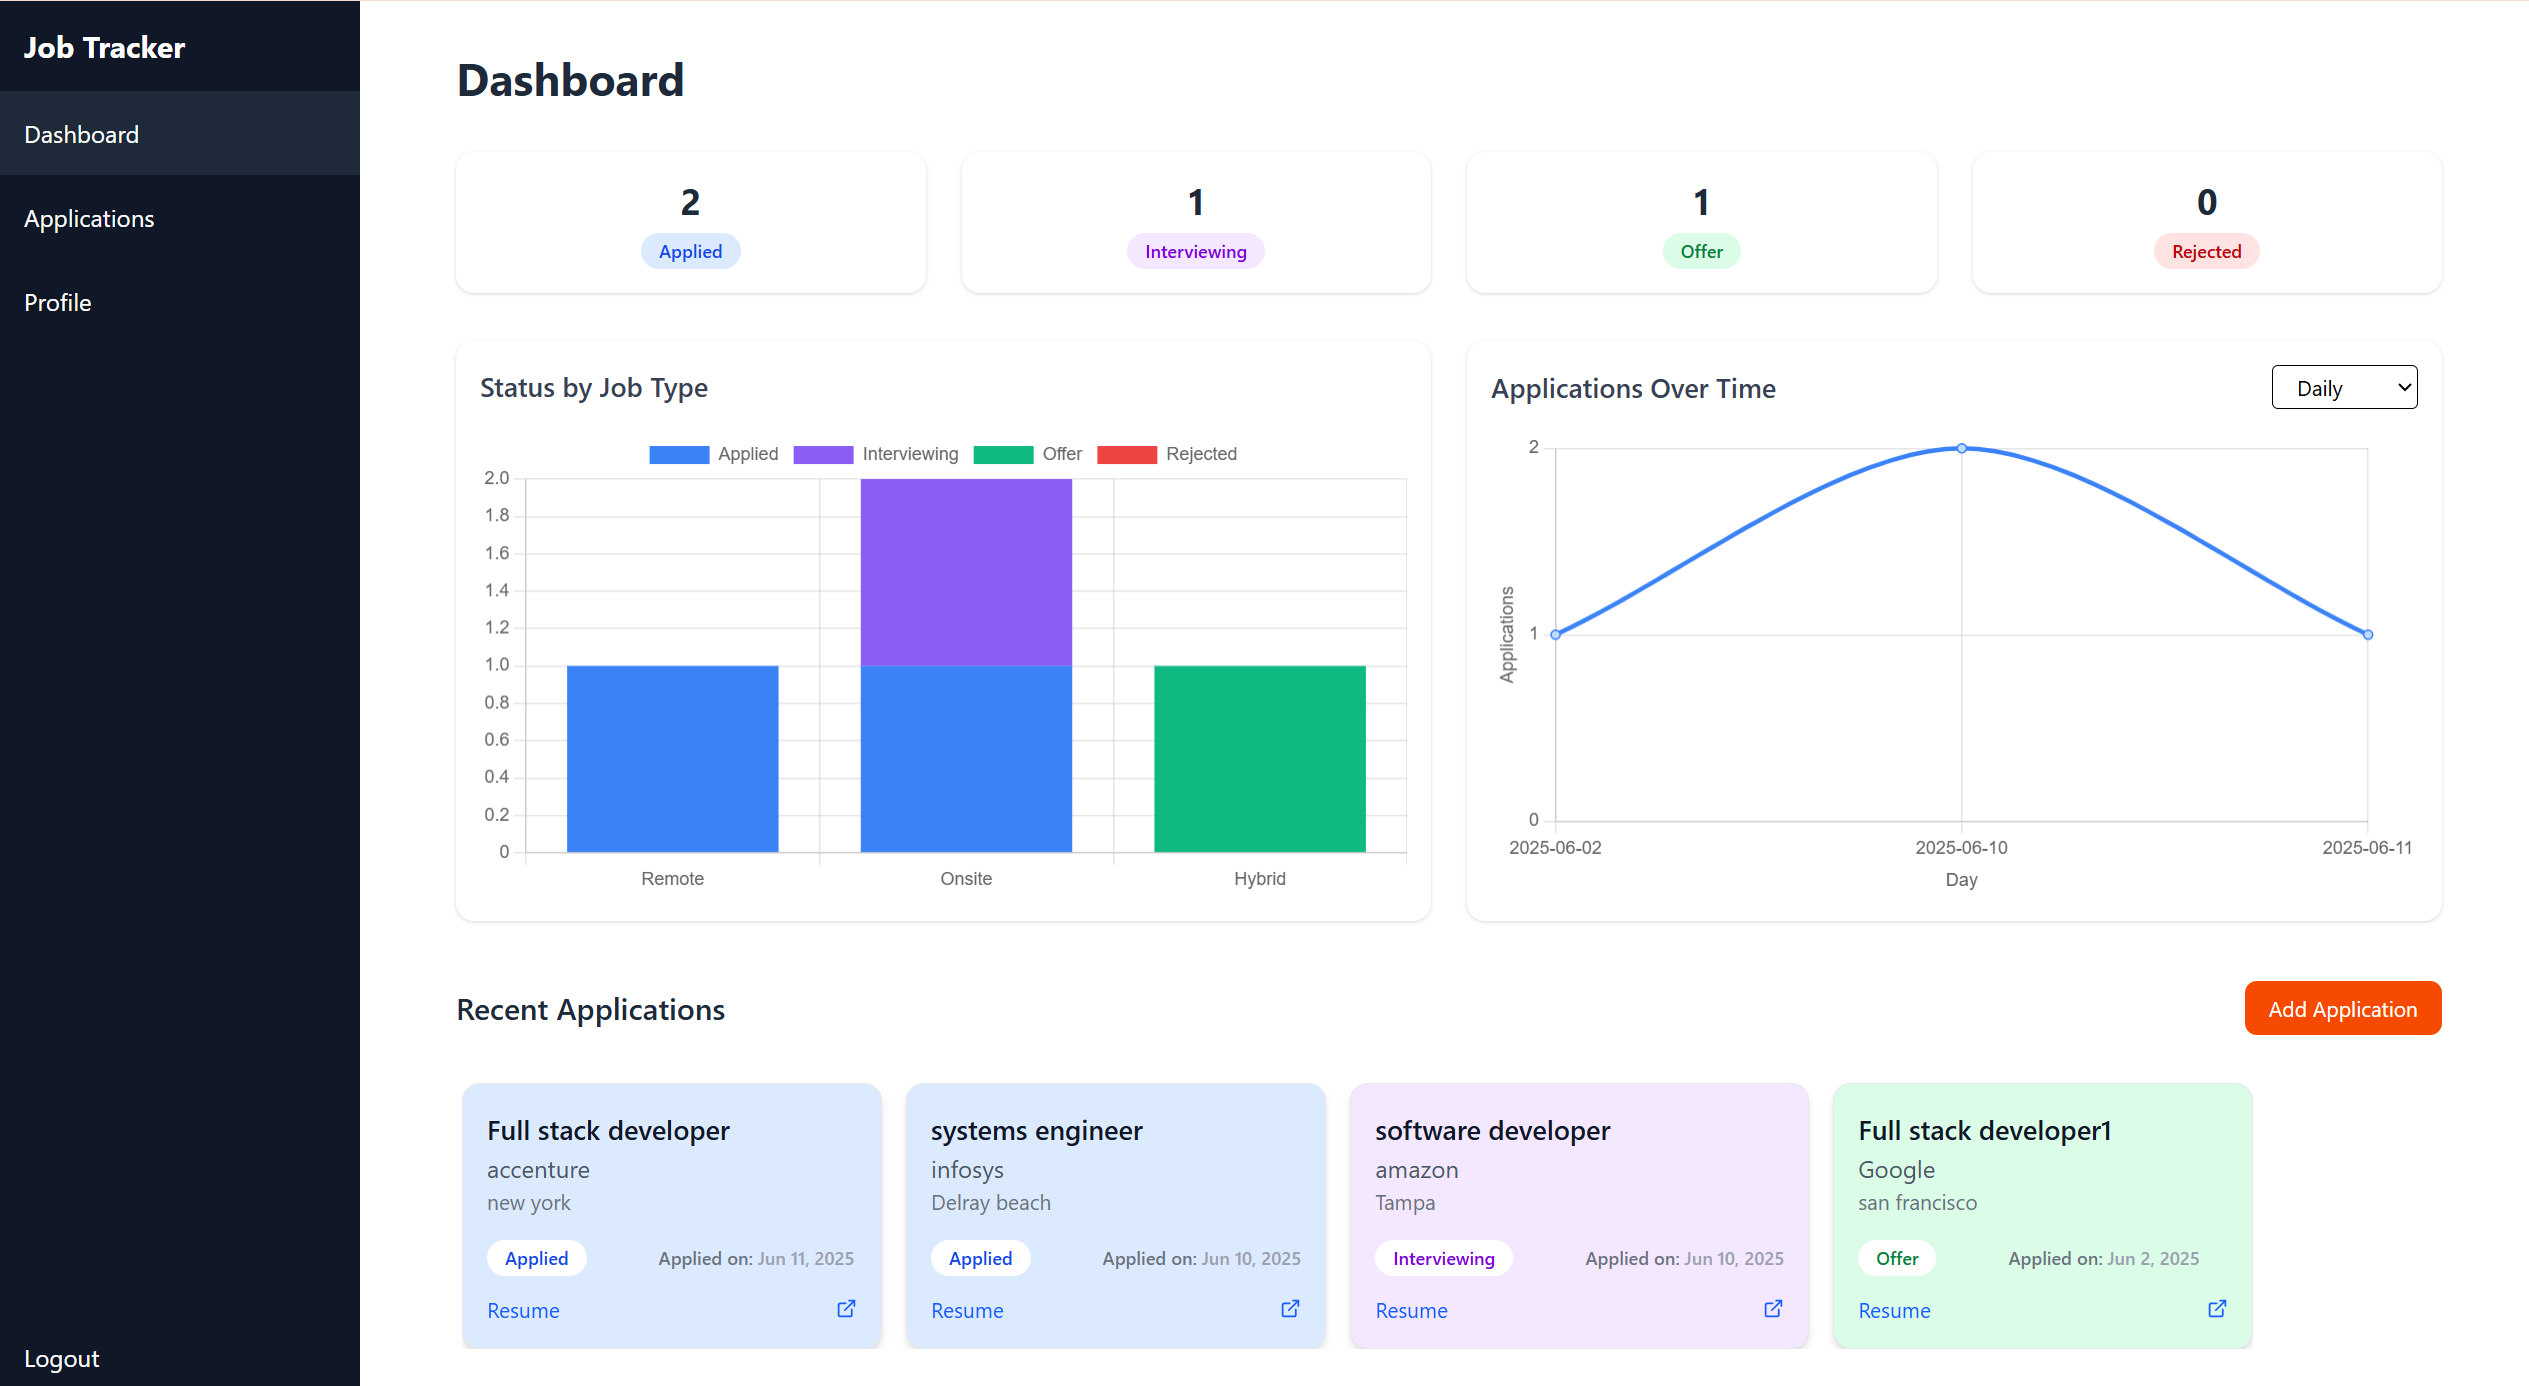 Job Tracker
Dashboard
Applications
Profile
Logout
Dashboard
2
Applied
1
Interviewing
1
Offer
0
Rejected
Status by Job Type
Applied Interviewing Offer Rejected
2.0
1.8
1.6
1.4
1.2
1.0
0.8
0.6
0.4
0.2
0
Remote Onsite Hybrid
Applications Over Time
Daily
Applications
2
1
0
2025-06-02 2025-06-10 2025-06-11
Day
Recent Applications
Add Application
Full stack developer
accenture
new york
Applied Applied on: Jun 11, 2025
Resume
systems engineer
infosys
Delray beach
Applied Applied on: Jun 10, 2025
Resume
software developer
amazon
Tampa
Interviewing Applied on: Jun 10, 2025
Resume
Full stack developer1
Google
san francisco
Offer Applied on: Jun 2, 2025
Resume